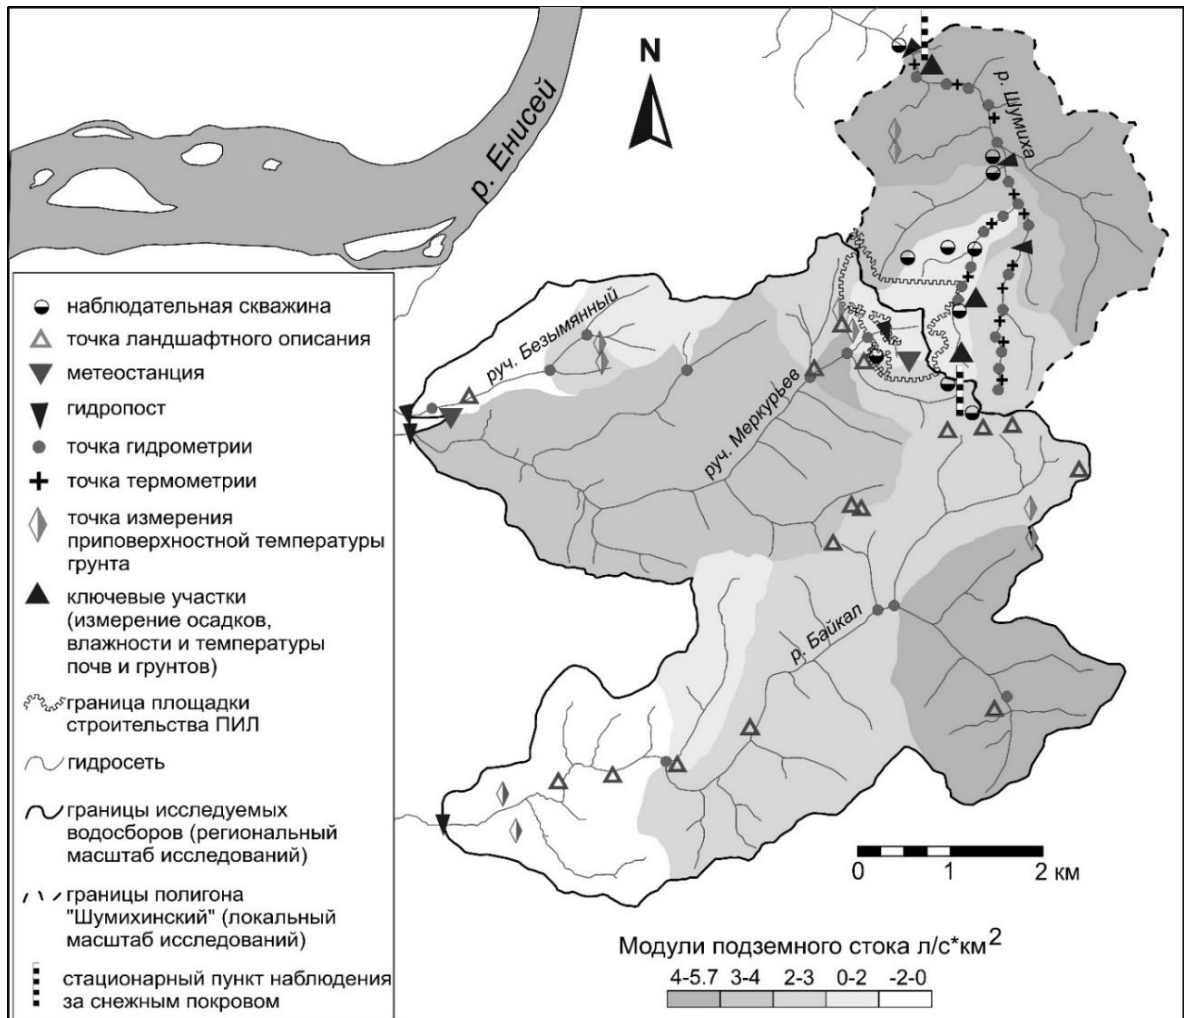 N
р. Енисей
р. Шумиха
руч. Безымянный
руч. Меркурьев
р. Байкал
наблюдательная скважина
точка ландшафтного описания
метеостанция
гидропост
точка гидрометрии
точка термометрии
точка измерения
приповерхностной температуры
грунта
ключевые участки
(измерение осадков,
влажности и температуры
почв и грунтов)
граница площадки
строительства ПИЛ
гидросеть
границы исследуемых
водосборов (региональный
масштаб исследований)
границы полигона
"Шумихинский" (локальный
масштаб исследований)
стационарный пункт наблюдения
за снежным покровом
0 1 2 км
Модули подземного стока л/с*км2
4-5.7 3-4 2-3 0-2 -2-0